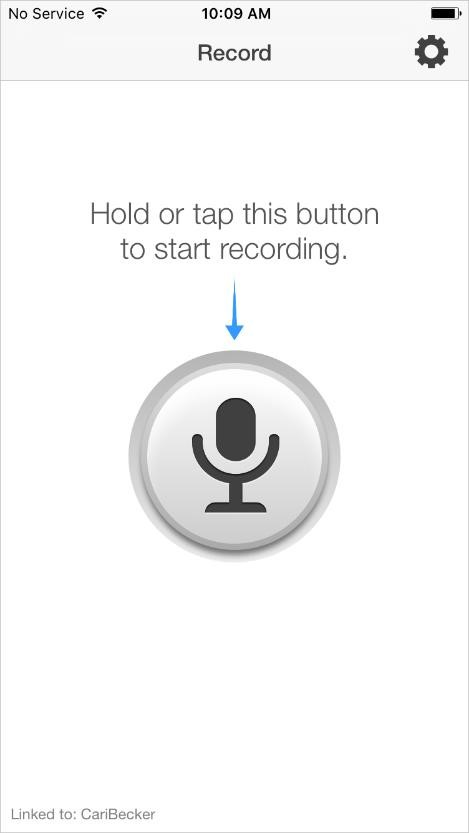 No Service 10:09 AM
Record
Hold or tap this button
to start recording.
Linked to: CariBecker